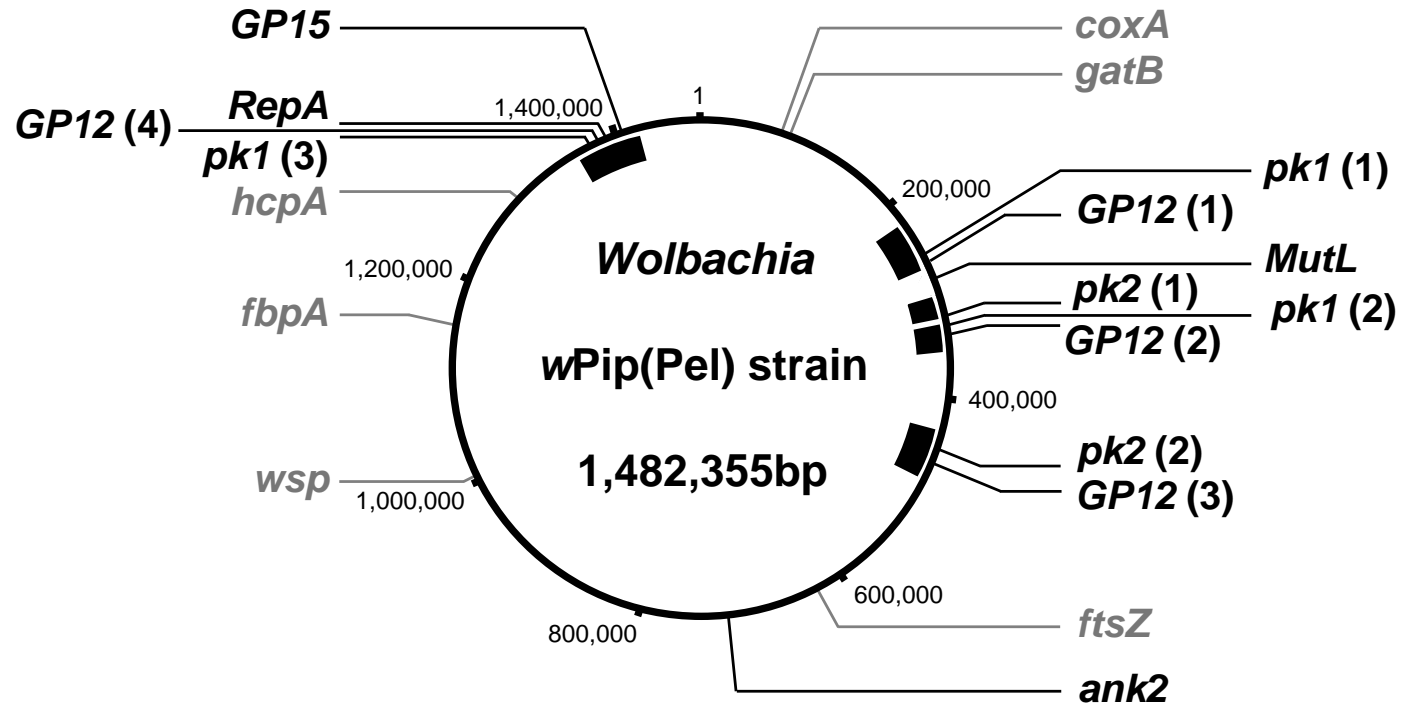 GP15
coxA
gatB
RepA
1,400,000
1
GP12 (4)
pk1 (3)
pk1 (1)
hcpA
200,000
GP12 (1)
Wolbachia
MutL
1,200,000
pk2 (1)
fbpA
pk1 (2)
GP12 (2)
wPip(Pel) strain
400,000
pk2 (2)
1,482,355bp
wsp
1,000,000
GP12 (3)
600,000
ftsZ
800,000
ank2